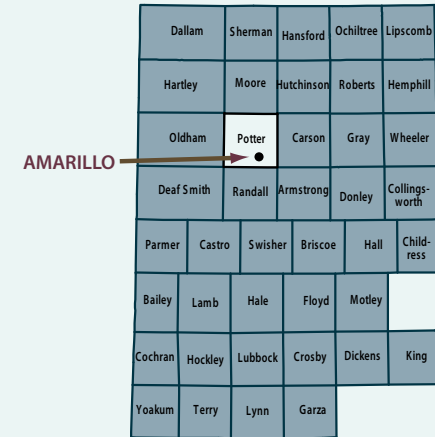 Dallam Sherman Hansford Ochiltree Lipscomb
Hartley Moore Hutchinson Roberts Hemphill
Oldham Potter Carson Gray Wheeler
AMARILLO
Deaf Smith Randall Armstrong Donley Collings-
worth
Parmer Castro Swisher Briscoe Hall Child-
ress
Bailey Lamb Hale Floyd Motley
Cochran Hockley Lubbock Crosby Dickens King
Yoakum Terry Lynn Garza